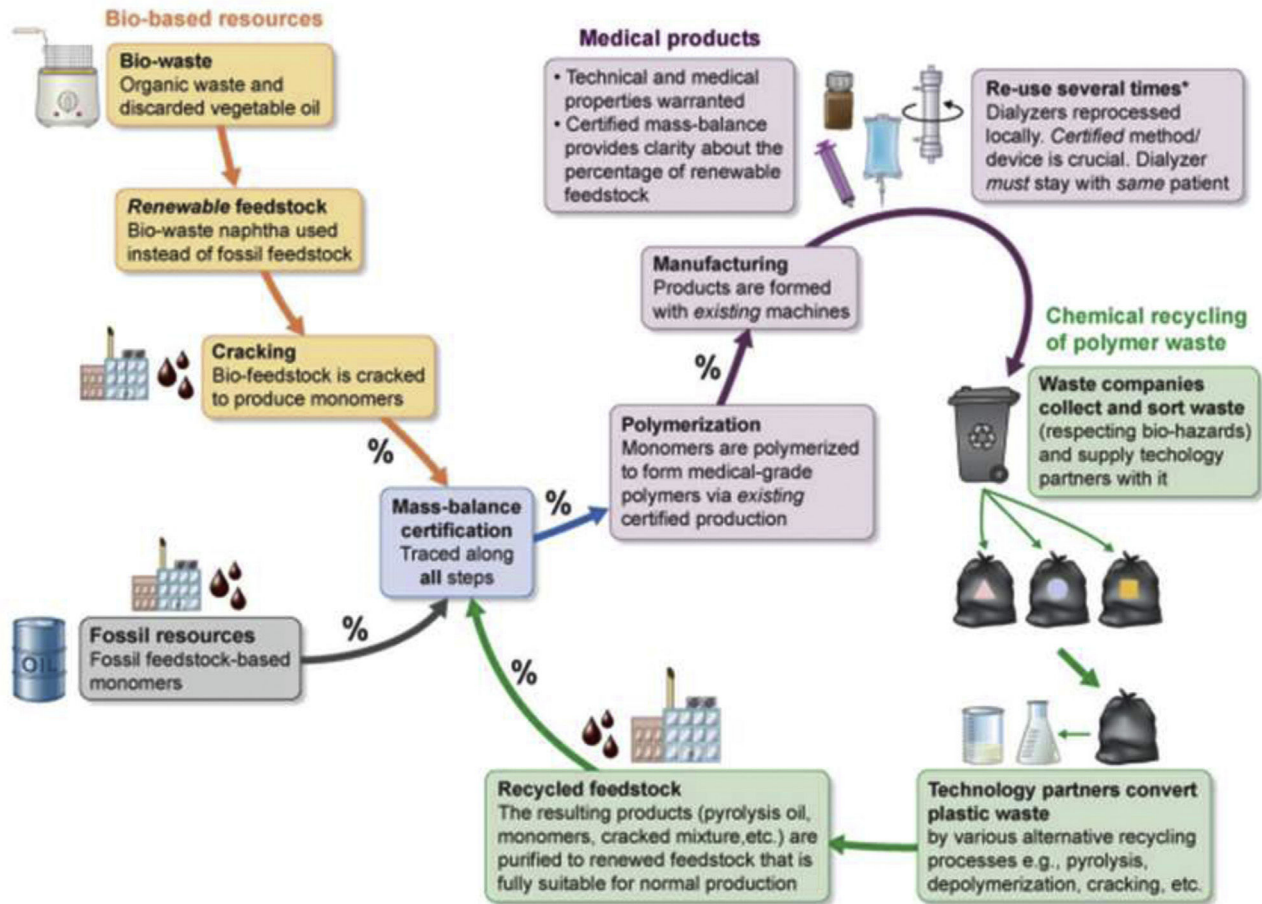 Bio-based resources
Bio-waste
Organic waste and
discarded vegetable oil
Renewable feedstock
Bio-waste naphtha used
instead of fossil feedstock
Cracking
Bio-feedstock is cracked
to produce monomers
%
Mass-balance
certification
Traced along
all steps
OIL
Fossil resources
Fossil feedstock-based
monomers
%
%
Polymerization
Monomers are polymerized
to form medical-grade
polymers via existing
certified production
%
Manufacturing
Products are formed
with existing machines
Medical products
• Technical and medical
properties warranted
• Certified mass-balance
provides clarity about the
percentage of renewable
feedstock
Re-use several times*
Dialyzers reprocessed
locally. Certified method/
device is crucial. Dialyzer
must stay with same patient
Chemical recycling
of polymer waste
Waste companies
collect and sort waste
(respecting bio-hazards)
and supply techology
partners with it
Technology partners convert
plastic waste
by various alternative recycling
processes e.g., pyrolysis,
depolymerization, cracking, etc.
Recycled feedstock
The resulting products (pyrolysis oil,
monomers, cracked mixture,etc.) are
purified to renewed feedstock that is
fully suitable for normal production
%